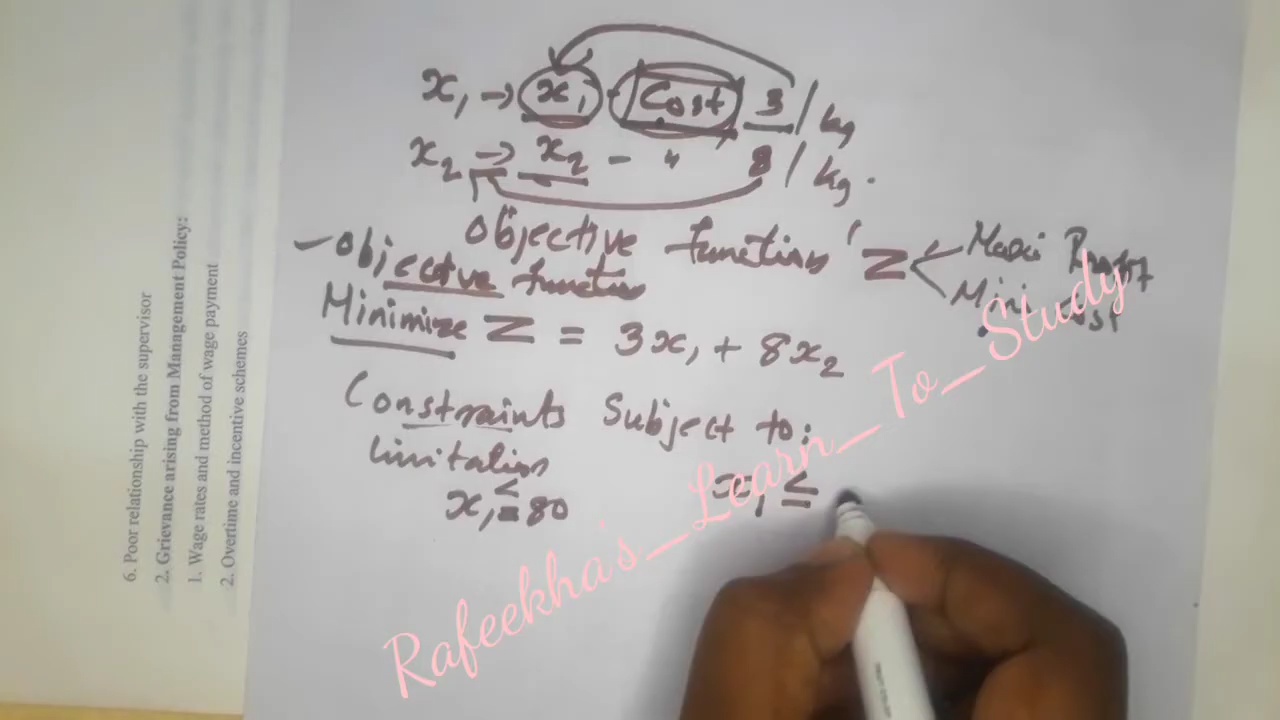 6. Poor relationship with the supervisor
2. Grievance arising from Management Policy:
1. Wage rates and method of wage payment
2. Overtime and incentive schemes
x₁ → x₁ - Cost 3 / kg
x₂ → x₂ - " 8 / kg.
Objective function' Z
Maxi Profit
Mini Cost
Objective function
Minimize Z = 3x₁ + 8x₂
Constraints Subject to:
limitation
x₁ ≤ 80
x₁ ≤
Rafeekha's_Learn_To_Study